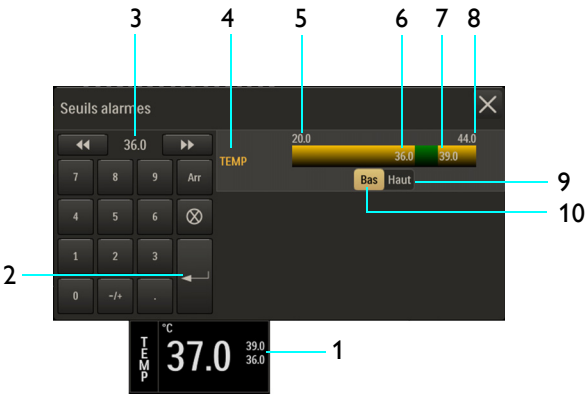 3 4 5 6 7 8
Seuils alarmes
36.0
20.0 44.0
TEMP
36.0 39.0
Bas Haut
9
10
7 8 9 Arr
4 5 6
1 2 3
0 -/+ .
2
TEMP
°C
37.0
39.0
36.0
1